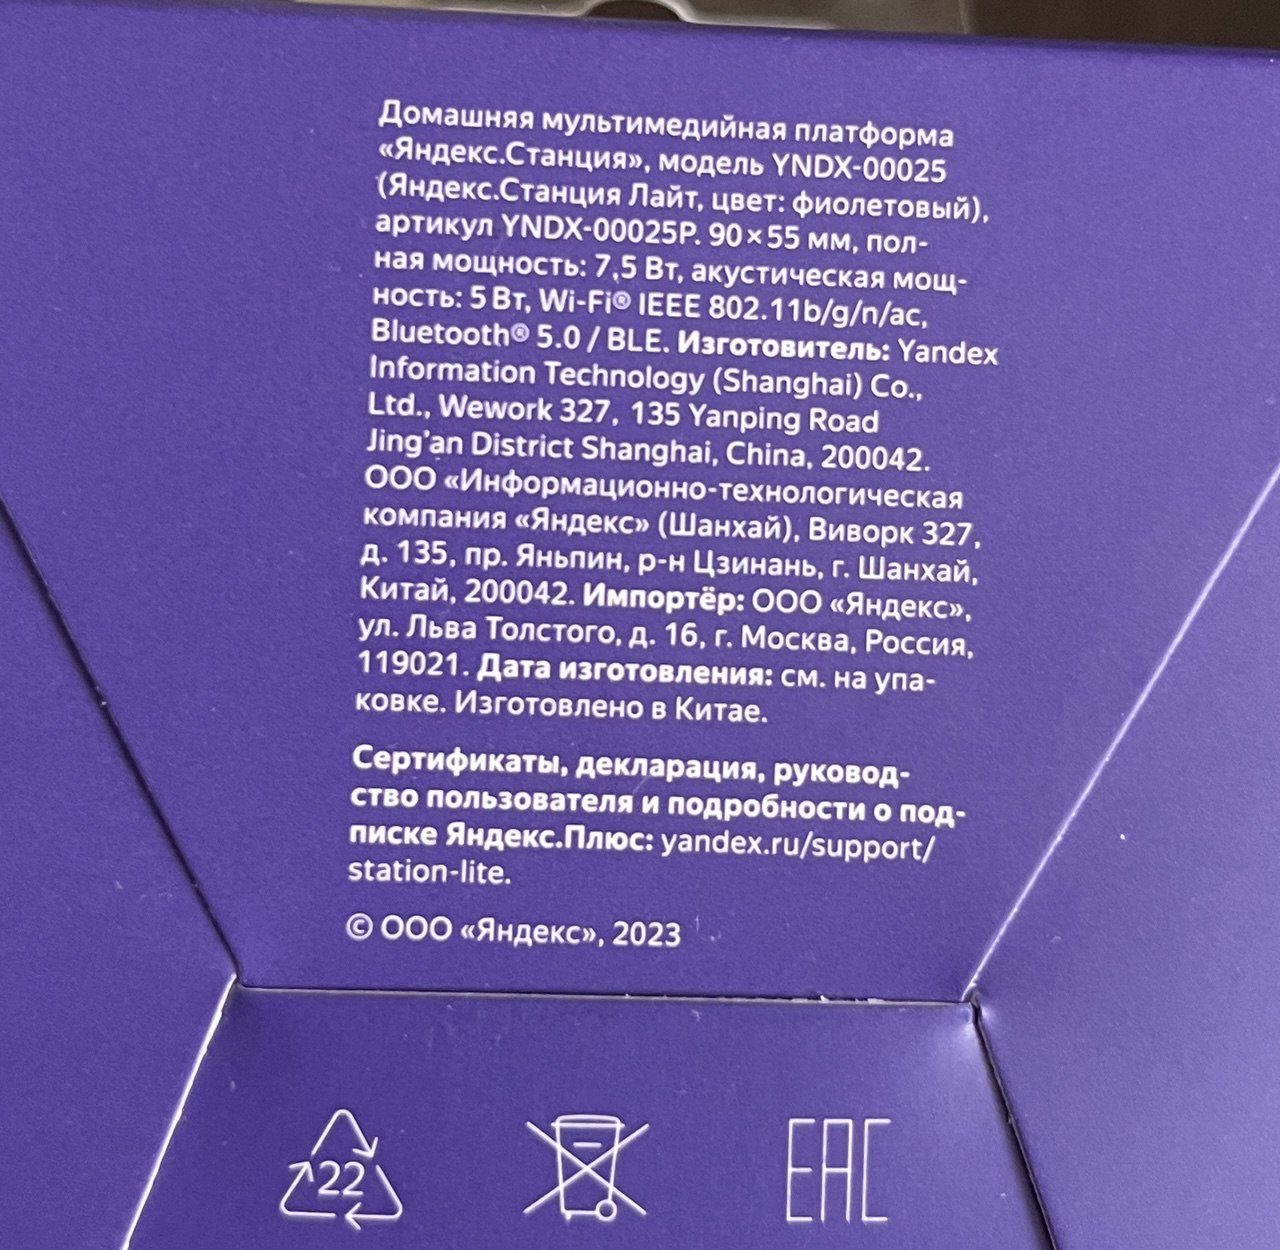 Домашняя мультимедийная платформа
«Яндекс.Станция», модель YNDX-00025
(Яндекс.Станция Лайт, цвет: фиолетовый),
артикул YNDX-00025P. 90×55 мм, пол-
ная мощность: 7,5 Вт, акустическая мощ-
ность: 5 Вт, Wi-Fi® IEEE 802.11b/g/n/ac,
Bluetooth® 5.0 / BLE. Изготовитель: Yandex
Information Technology (Shanghai) Co.,
Ltd., Wework 327, 135 Yanping Road
Jing'an District Shanghai, China, 200042.
ООО «Информационно-технологическая
компания «Яндекс» (Шанхай), Виворк 327,
д. 135, пр. Яньпин, р-н Цзинань, г. Шанхай,
Китай, 200042. Импортёр: ООО «Яндекс»,
ул. Льва Толстого, д. 16, г. Москва, Россия,
119021. Дата изготовления: см. на упа-
ковке. Изготовлено в Китае.
Сертификаты, декларация, руковод-
ство пользователя и подробности о под-
писке Яндекс.Плюс: yandex.ru/support/
station-lite.
© ООО «Яндекс», 2023
22 EAC